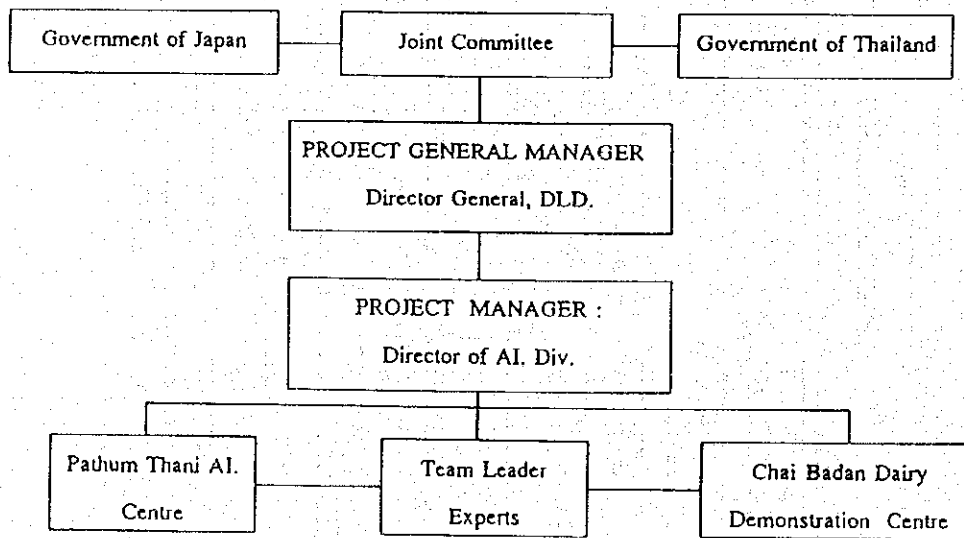 Government of Japan
Joint Committee
Government of Thailand
PROJECT GENERAL MANAGER
Director General, DLD.
PROJECT MANAGER :
Director of AI. Div.
Pathum Thani AI.
Centre
Team Leader
Experts
Chai Badan Dairy
Demonstration Centre